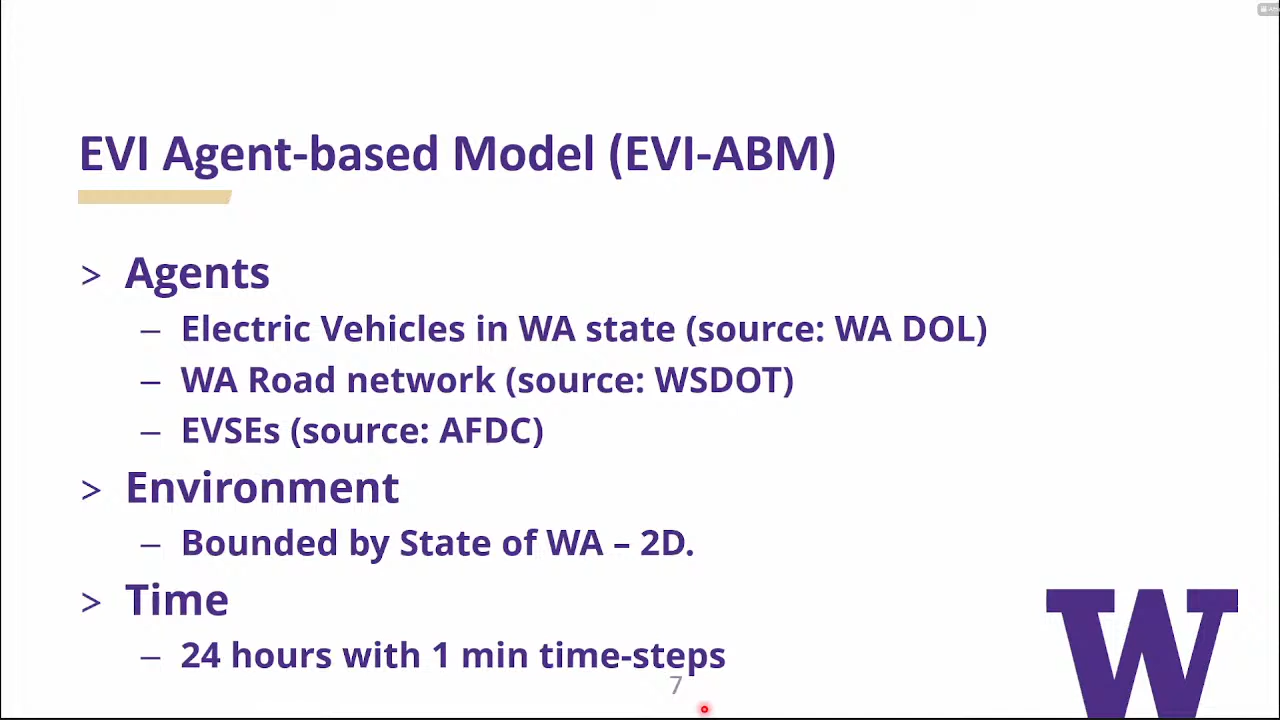 EVI Agent-based Model (EVI-ABM)
> Agents
– Electric Vehicles in WA state (source: WA DOL)
– WA Road network (source: WSDOT)
– EVSEs (source: AFDC)
> Environment
– Bounded by State of WA – 2D.
> Time
– 24 hours with 1 min time-steps
7
W